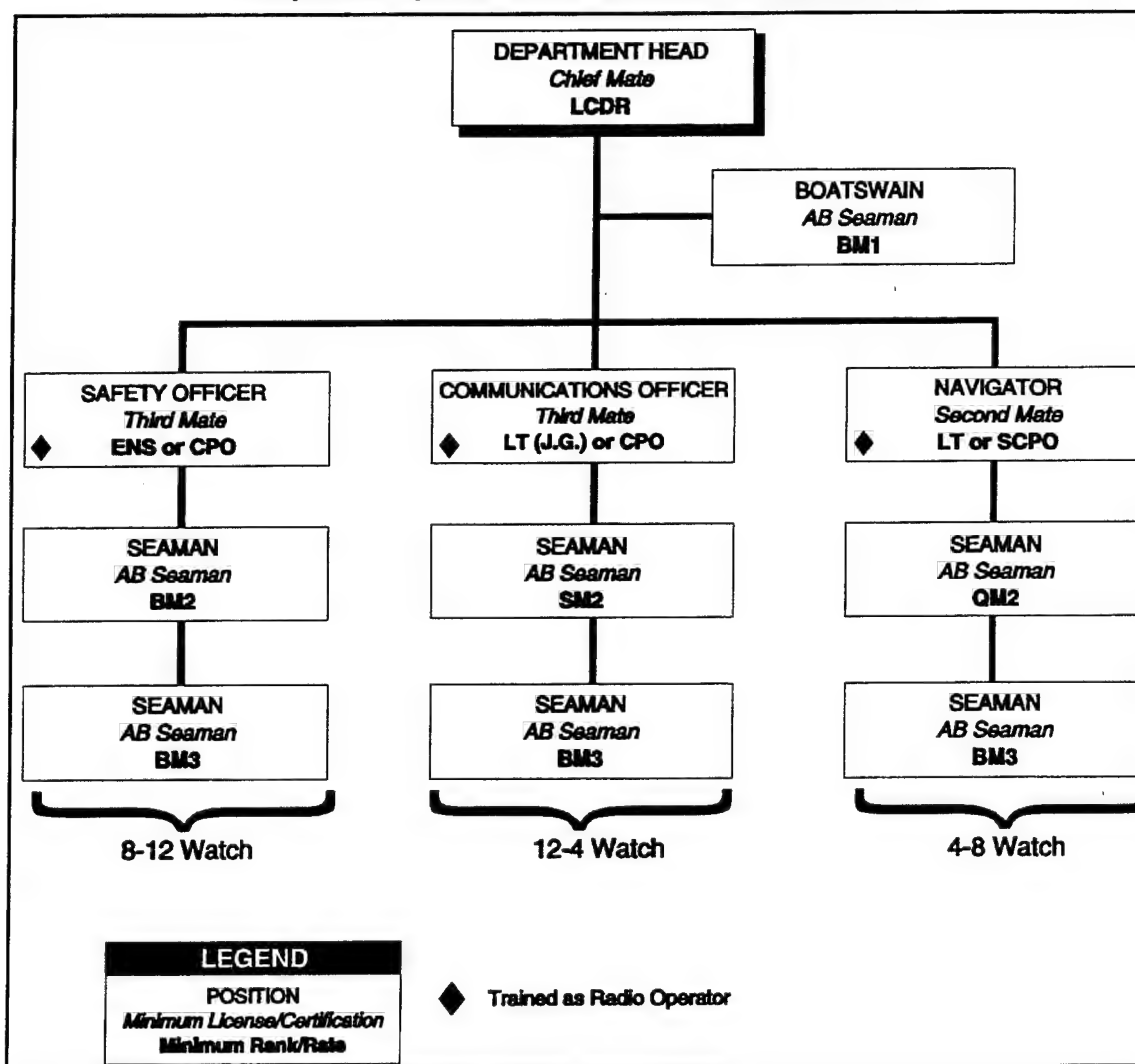 DEPARTMENT HEAD
Chief Mate
LCDR
BOATSWAIN
AB Seaman
BM1
SAFETY OFFICER
Third Mate
ENS or CPO
COMMUNICATIONS OFFICER
Third Mate
LT (J.G.) or CPO
NAVIGATOR
Second Mate
LT or SCPO
SEAMAN
AB Seaman
BM2
SEAMAN
AB Seaman
SM2
SEAMAN
AB Seaman
QM2
SEAMAN
AB Seaman
BM3
SEAMAN
AB Seaman
BM3
SEAMAN
AB Seaman
BM3
8-12 Watch
12-4 Watch
4-8 Watch
LEGEND
POSITION
Minimum License/Certification
Minimum Rank/Rate
Trained as Radio Operator